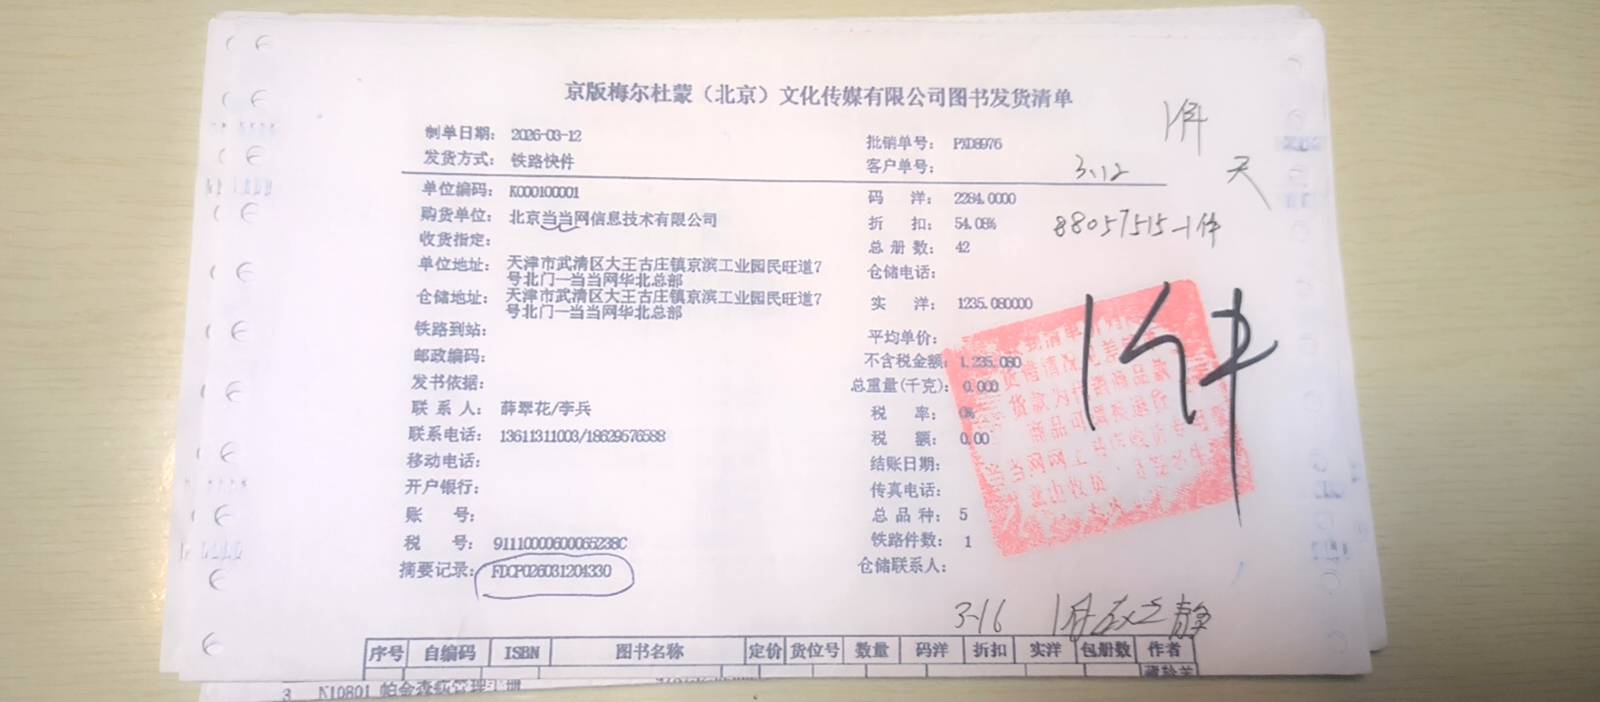 京版梅尔杜蒙（北京）文化传媒有限公司图书发货清单
1件
制单日期： 2026-03-12
批销单号： PXD8976
发货方式： 铁路快件
客户单号：
3.12
天
单位编码： K000100001
码 洋： 2284.0000
购货单位： 北京当当网信息技术有限公司
折 扣： 54.08%
88057515-1件
收货指定：
总 册 数： 42
单位地址： 天津市武清区大王古庄镇京滨工业园民旺道7
号北门—当当网华北总部
仓储电话：
仓储地址： 天津市武清区大王古庄镇京滨工业园民旺道7
号北门—当当网华北总部
实 洋： 1235.080000
铁路到站：
平均单价：
1件
邮政编码：
不含税金额： 1,235.080
发书依据：
总重量(千克)： 0.000
联 系 人： 薛翠花/李兵
税 率： 0%
联系电话： 13611311003/18629576588
税 额： 0.00
移动电话：
结账日期：
开户银行：
传真电话：
账 号：
总 品 种： 5
税 号： 91110000600065238C
铁路件数： 1
摘要记录： FDCP026031204330
仓储联系人：
3-16
序号 自编码 ISBN 图书名称 定价 货位号 数量 码洋 折扣 实洋 包册数 作者
3 N10801